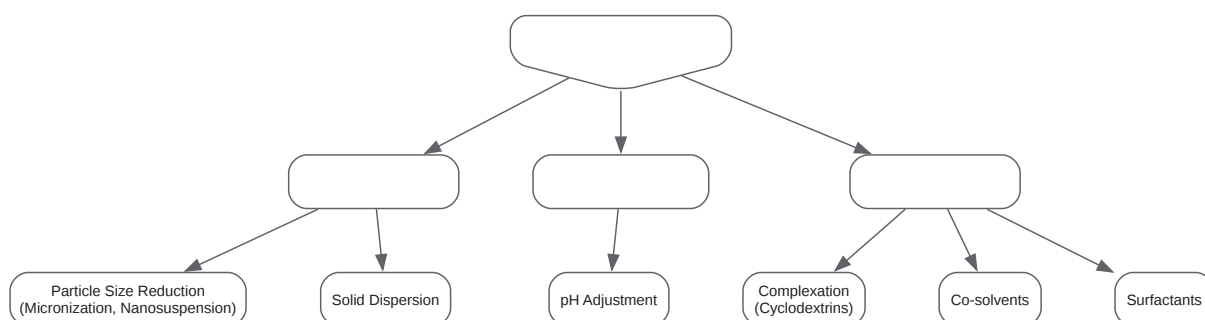 Particle Size Reduction
(Micronization, Nanosuspension)
Solid Dispersion
pH Adjustment
Complexation
(Cyclodextrins)
Co-solvents
Surfactants